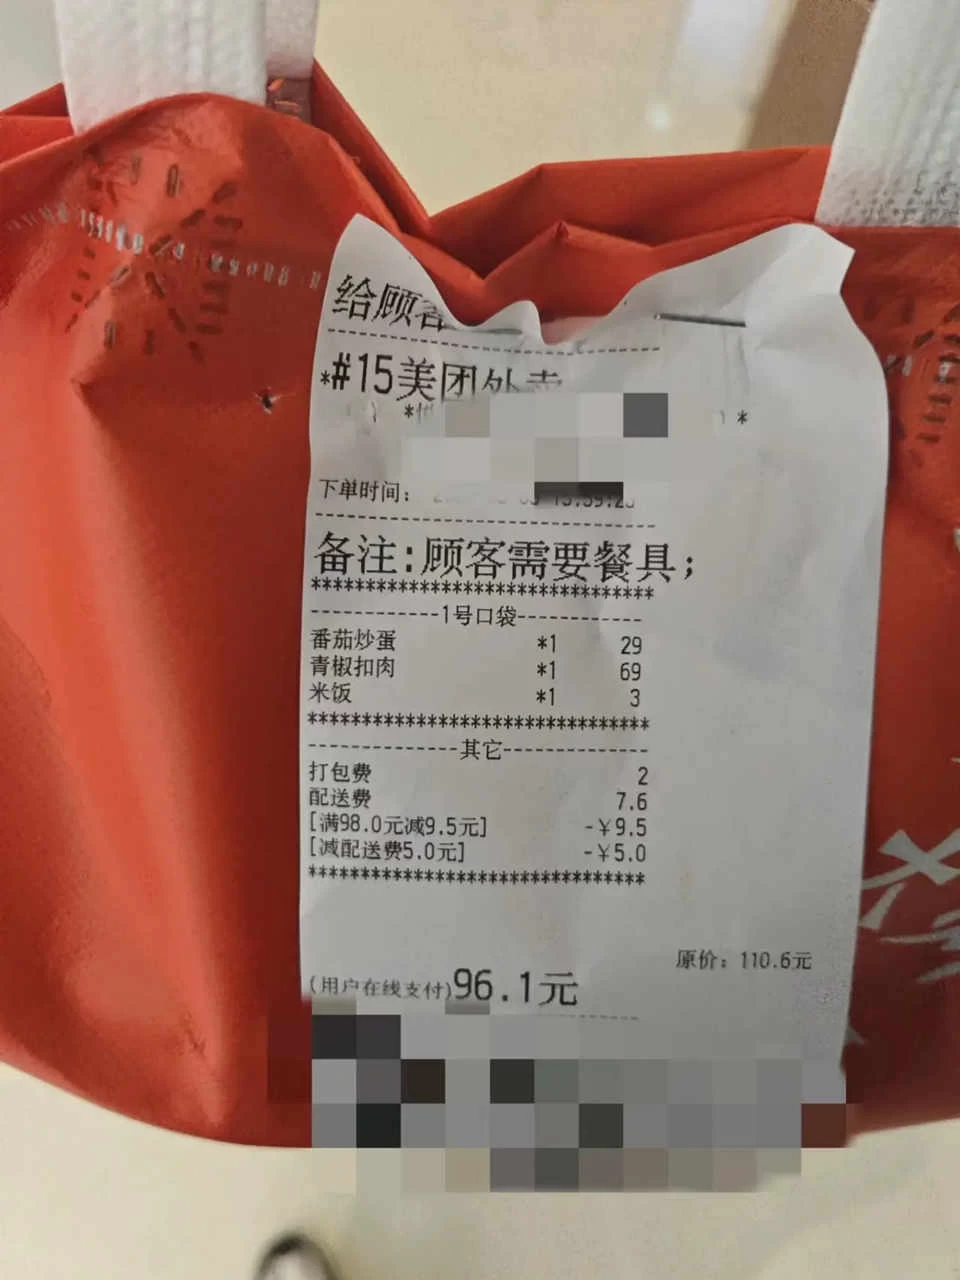 给顾客
*#15美团外卖
*
下单时间:
备注:顾客需要餐具;
********************************
------------1号口袋------------
番茄炒蛋 *1 29
青椒扣肉 *1 69
米饭 *1 3
********************************
--------------其它--------------
打包费 2
配送费 7.6
[满98.0元减9.5元] -￥9.5
[减配送费5.0元] -￥5.0
********************************
原价: 110.6元
(用户在线支付)96.1元